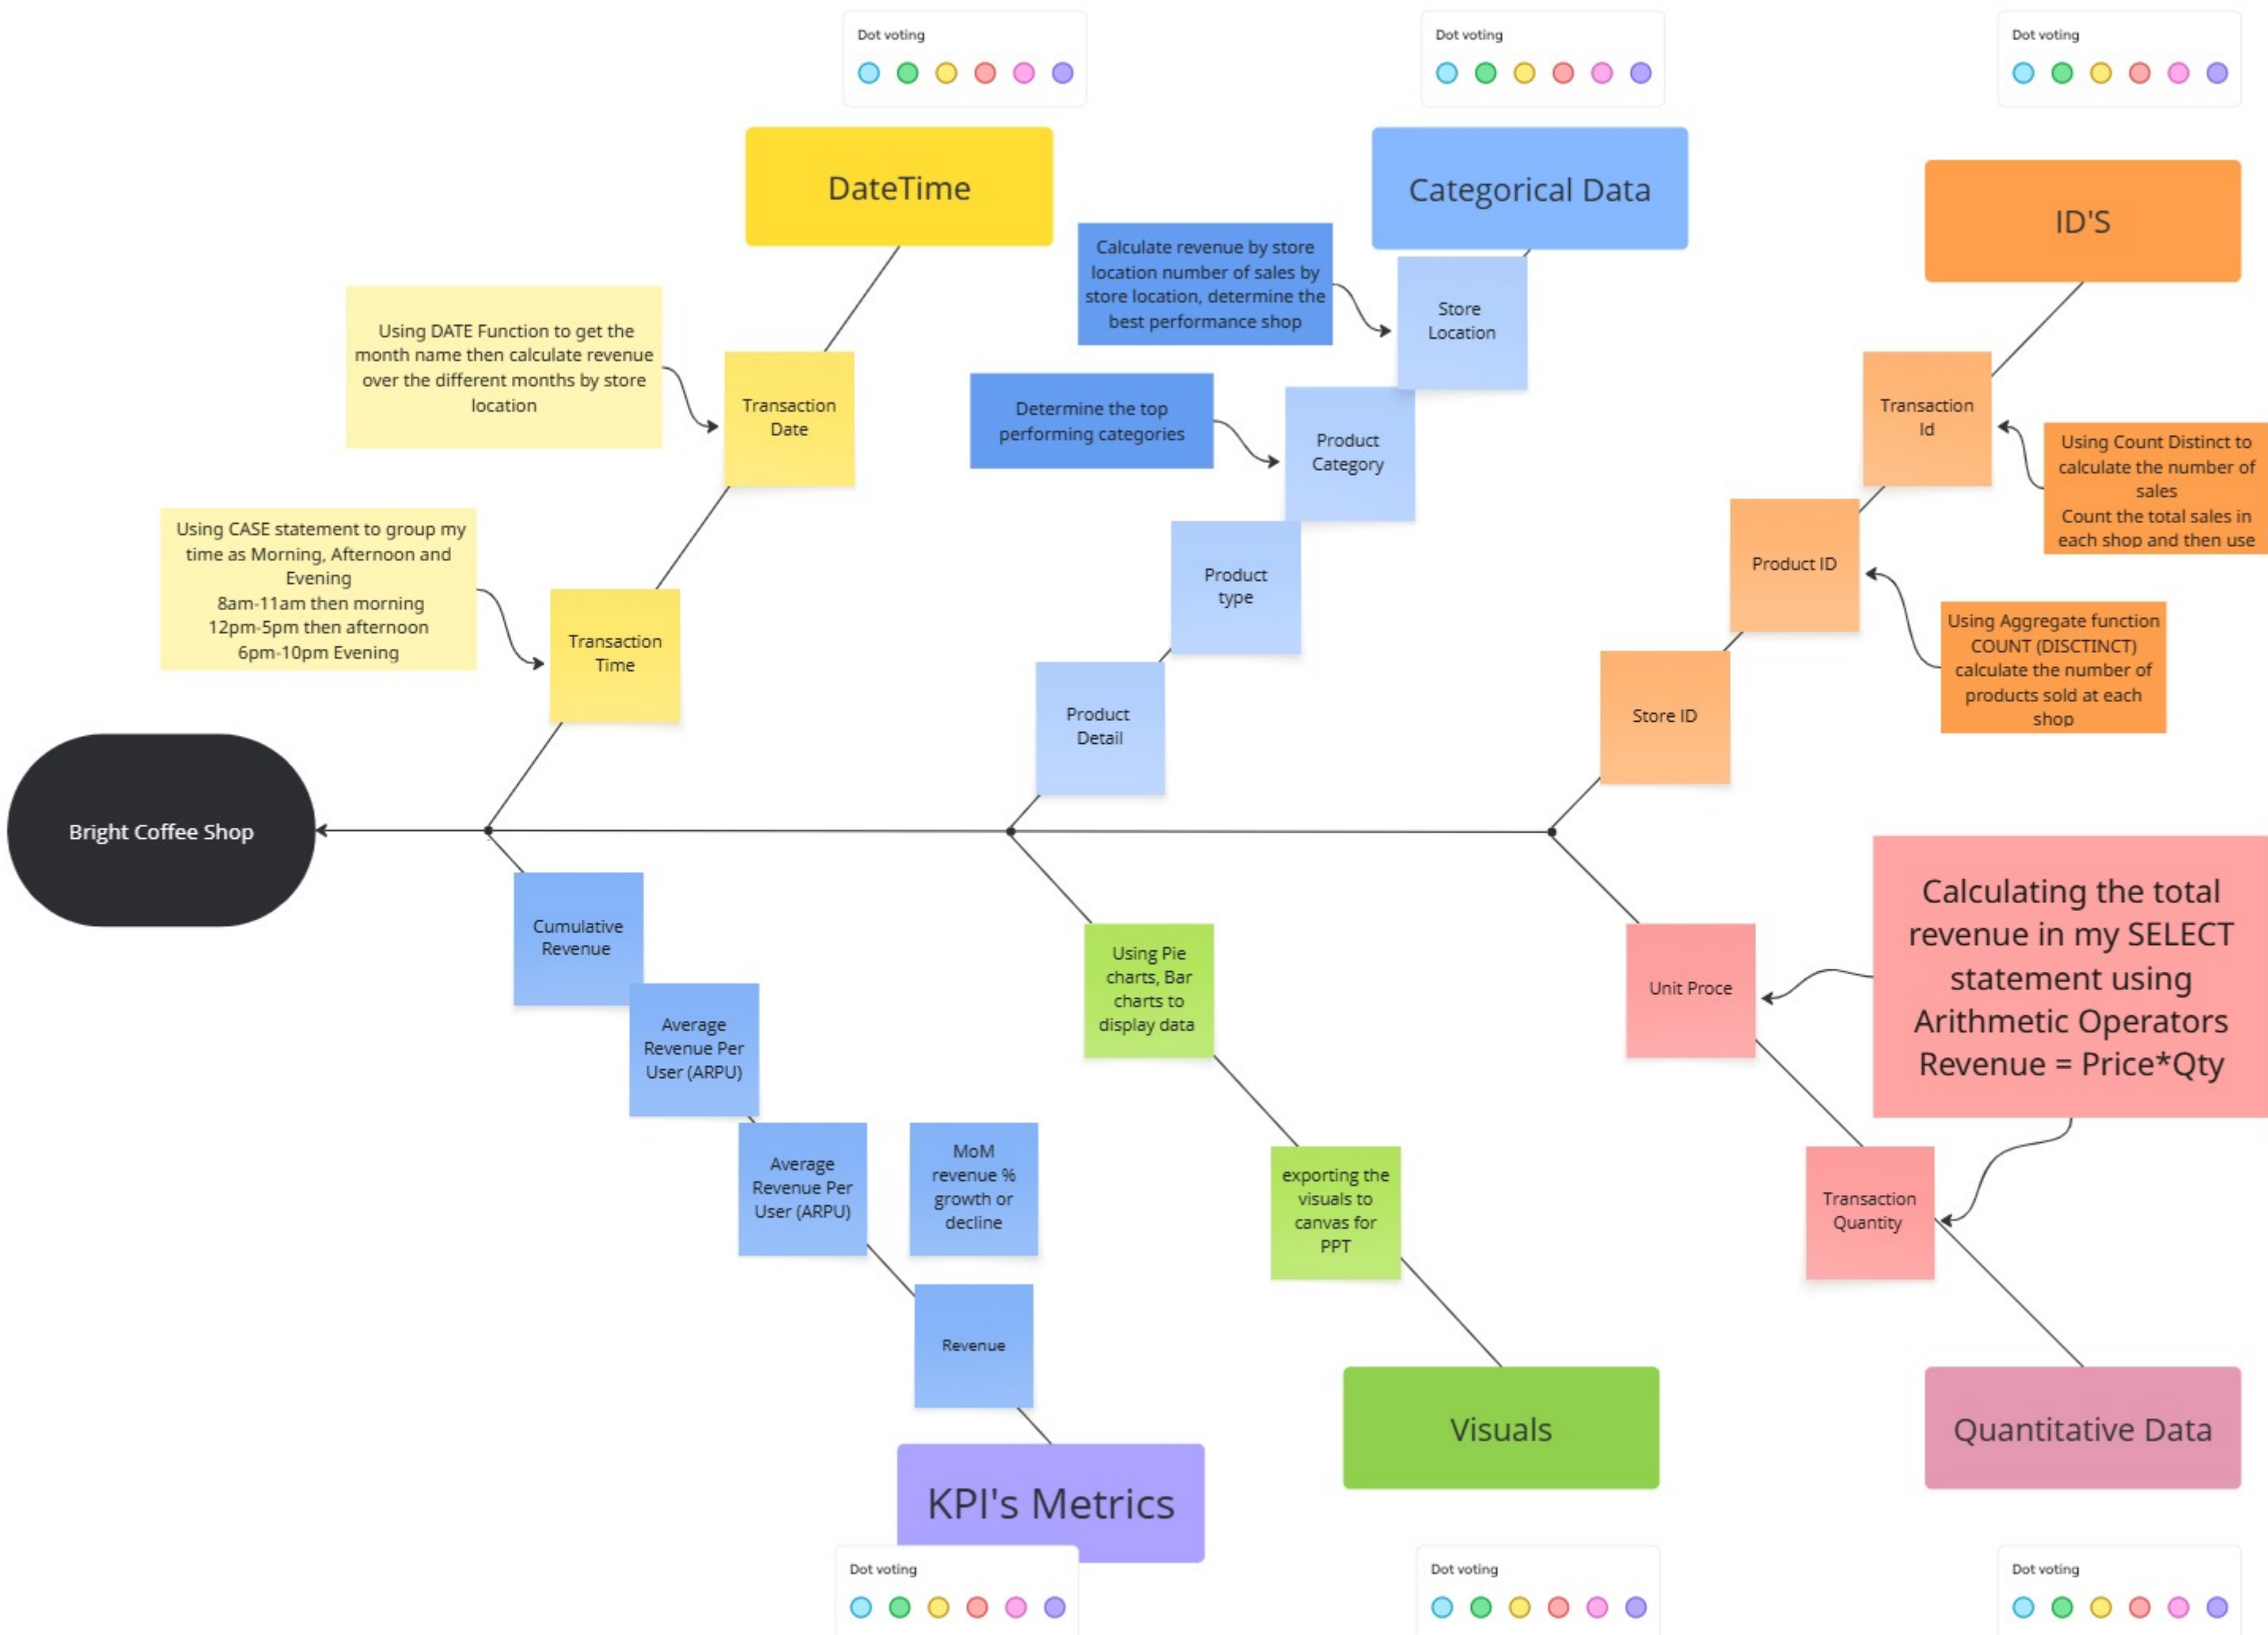 Dot voting
Dot voting
Dot voting
DateTime
Categorical Data
ID'S
Using DATE Function to get the
month name then calculate revenue
over the different months by store
location
Transaction
Date
Using CASE statement to group my
time as Morning, Afternoon and
Evening
8am-11am then morning
12pm-5pm then afternoon
6pm-10pm Evening
Transaction
Time
Calculate revenue by store
location number of sales by
store location, determine the
best performance shop
Store
Location
Determine the top
performing categories
Product
Category
Product
type
Product
Detail
Transaction
Id
Using Count Distinct to
calculate the number of
sales
Count the total sales in
each shop and then use
Product ID
Using Aggregate function
COUNT (DISCTINCT)
calculate the number of
products sold at each
shop
Store ID
Bright Coffee Shop
Cumulative
Revenue
Average
Revenue Per
User (ARPU)
Average
Revenue Per
User (ARPU)
MoM
revenue %
growth or
decline
Revenue
KPI's Metrics
Using Pie
charts, Bar
charts to
display data
exporting the
visuals to
canvas for
PPT
Visuals
Unit Proce
Calculating the total
revenue in my SELECT
statement using
Arithmetic Operators
Revenue = Price*Qty
Transaction
Quantity
Quantitative Data
Dot voting
Dot voting
Dot voting